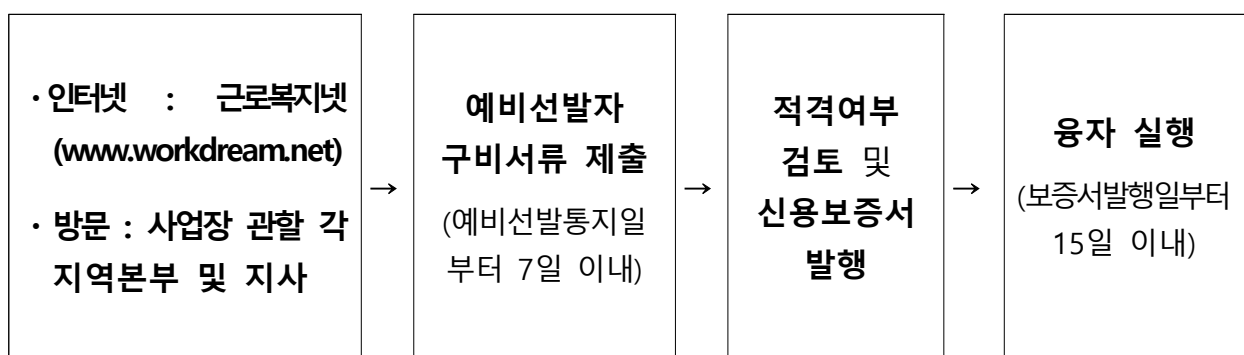 · 인터넷 : 근로복지넷
(www.workdream.net)
· 방문 : 사업장 관할 각
지역본부 및 지사
→
예비선발자
구비서류 제출
(예비선발통지일
부터 7일 이내)
→
적격여부
검토 및
신용보증서
발행
→
융자 실행
(보증서발행일부터
15일 이내)